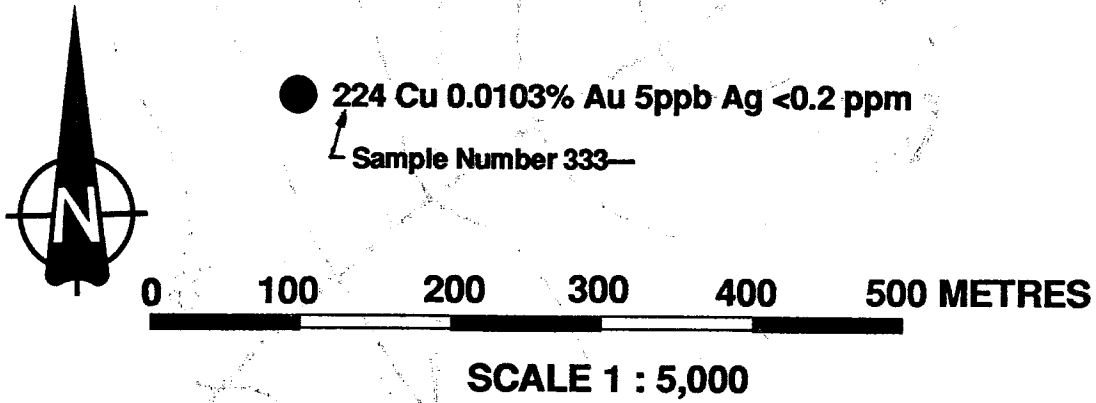 224 Cu 0.0103% Au 5ppb Ag <0.2 ppm
Sample Number 333—
N
0 100 200 300 400 500 METRES
SCALE 1 : 5,000